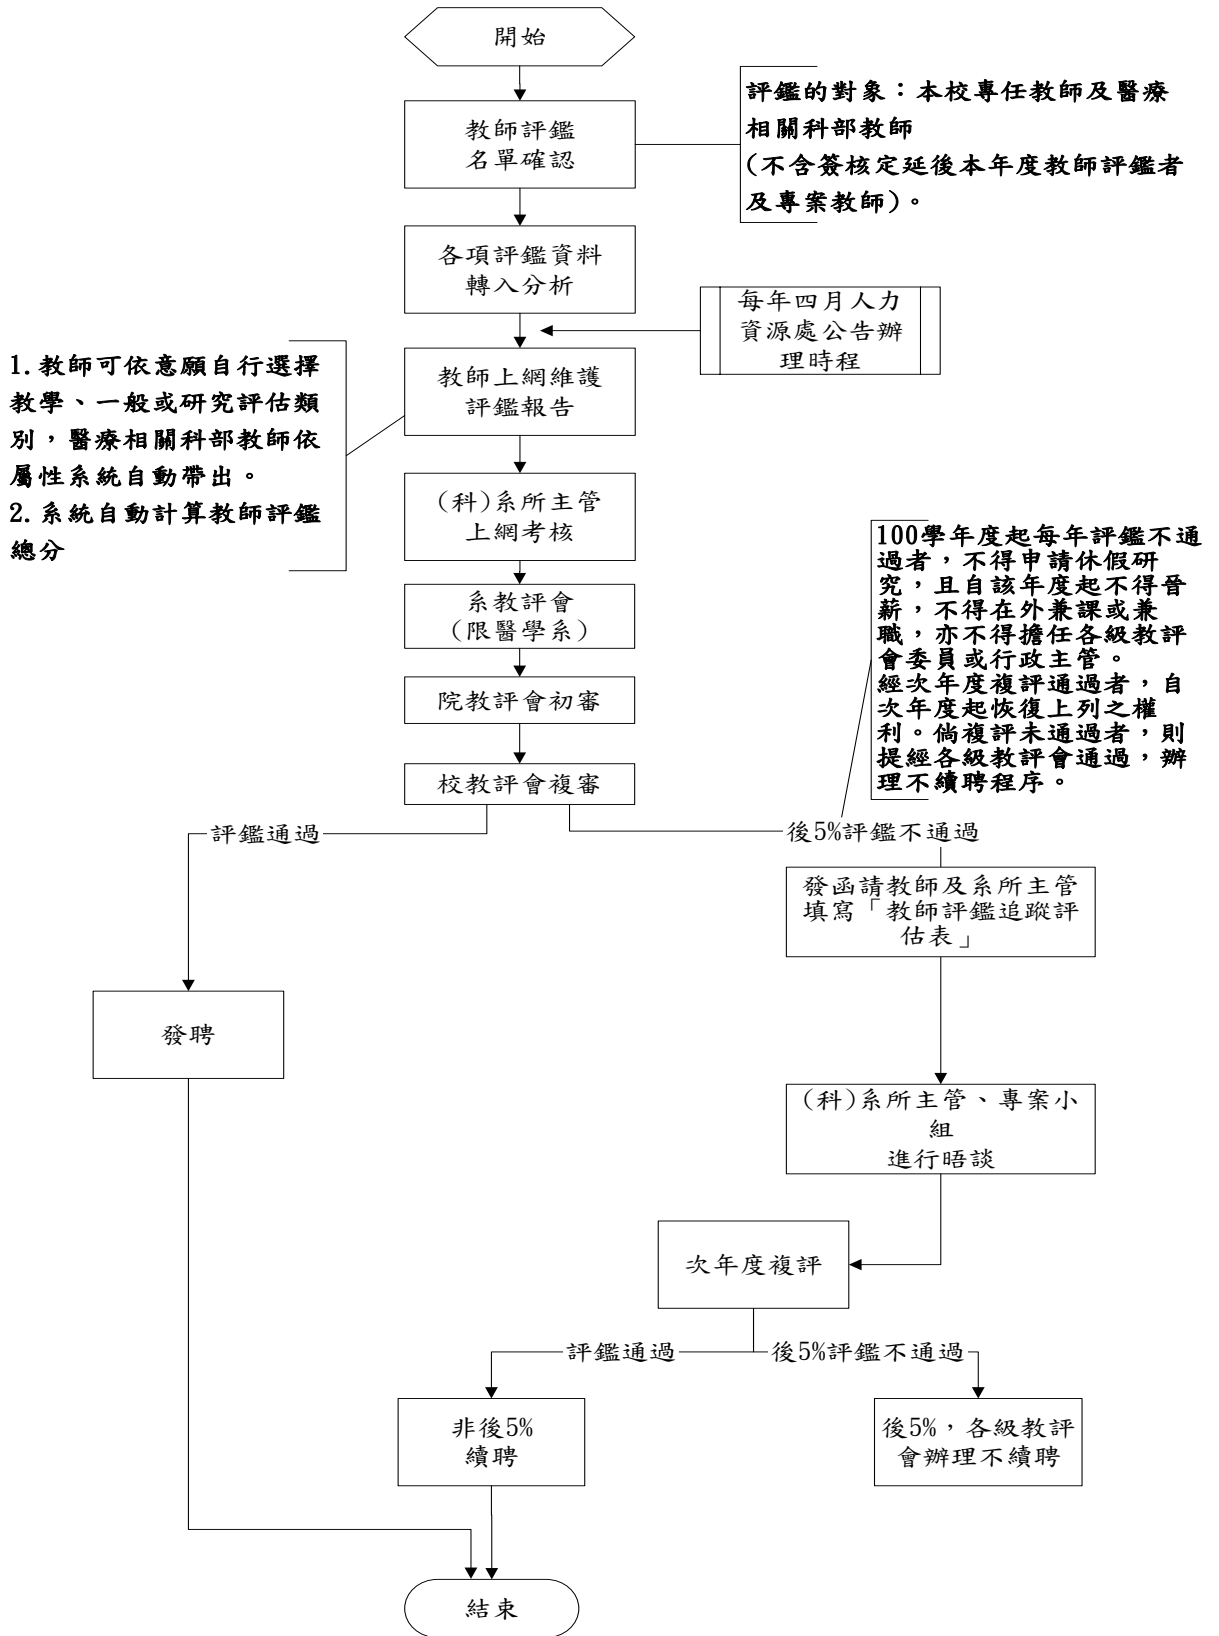 開始
教師評鑑
名單確認
評鑑的對象：本校專任教師及醫療
相關科部教師
(不含簽核定延後本年度教師評鑑者
及專案教師)。
各項評鑑資料
轉入分析
每年四月人力
資源處公告辦
理時程
1.教師可依意願自行選擇
教學、一般或研究評估類
別，醫療相關科部教師依
屬性系統自動帶出。
2.系統自動計算教師評鑑
總分
教師上網維護
評鑑報告
(科)系所主管
上網考核
系教評會
(限醫學系)
院教評會初審
校教評會複審
100學年度起每年評鑑不通
過者，不得申請休假研
究，且自該年度起不得晉
薪，不得在外兼課或兼
職，亦不得擔任各級教評
會委員或行政主管。
經次年度複評通過者，自
次年度起恢復上列之權
利。倘複評未通過者，則
提經各級教評會通過，辦
理不續聘程序。
評鑑通過
後5%評鑑不通過
發函請教師及系所主管
填寫「教師評鑑追蹤評
估表」
發聘
(科)系所主管、專案小
組
進行晤談
次年度複評
評鑑通過
後5%評鑑不通過
非後5%
續聘
後5%，各級教評
會辦理不續聘
結束